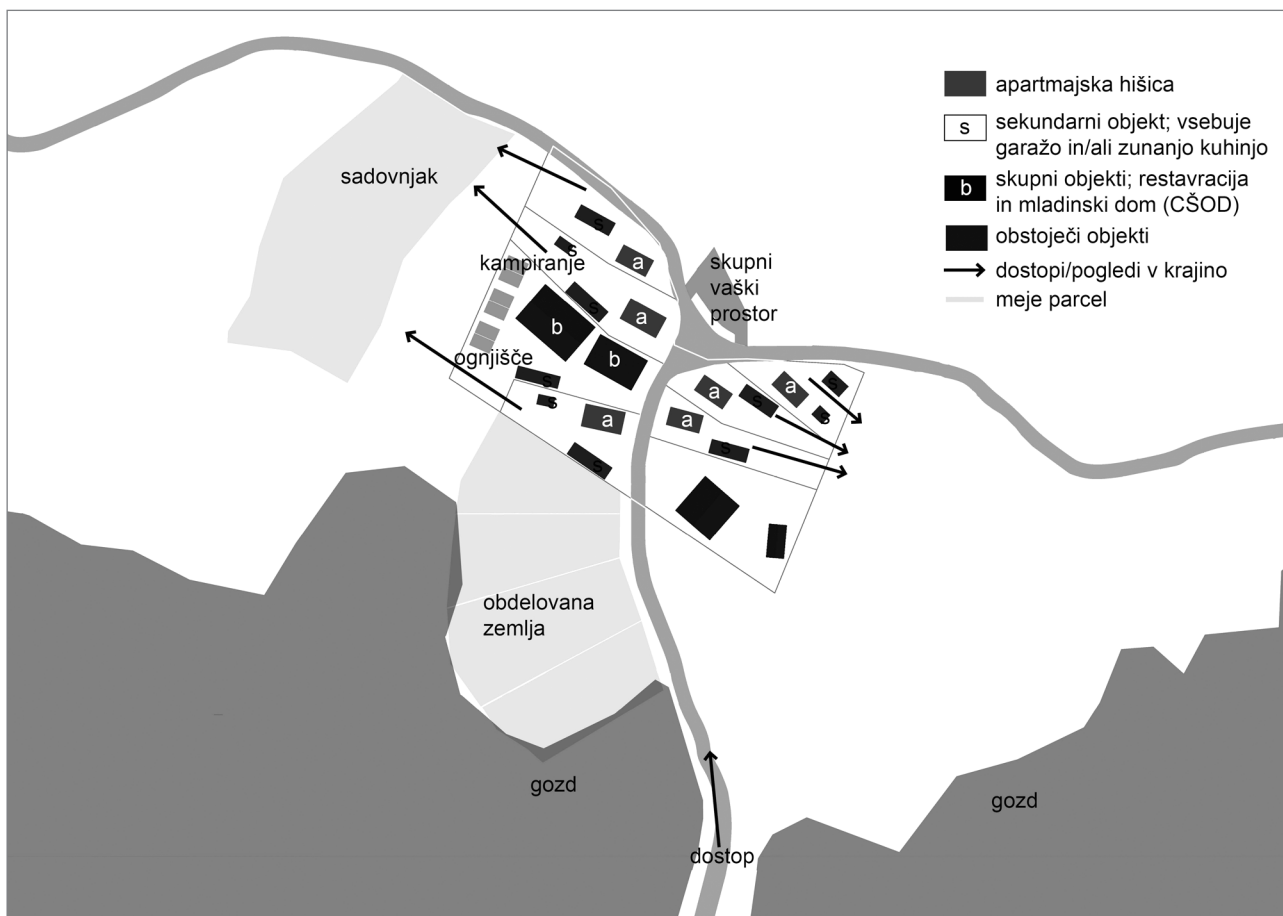 apartmajska hišica
s
sekundarni objekt; vsebuje
garažo in/ali zunanjo kuhinjo
b
skupni objekti; restavracija
in mladinski dom (CŠOD)
obstoječi objekti
dostopi/pogledi v krajino
meje parcel
sadovnjak
s
s
a
kampiranje
skupni
vaški
prostor
s
a
b
b
ognjišče
s
s
a
s
a
s
a
s
s
a
s
obdelovana
zemlja
gozd
gozd
dostop